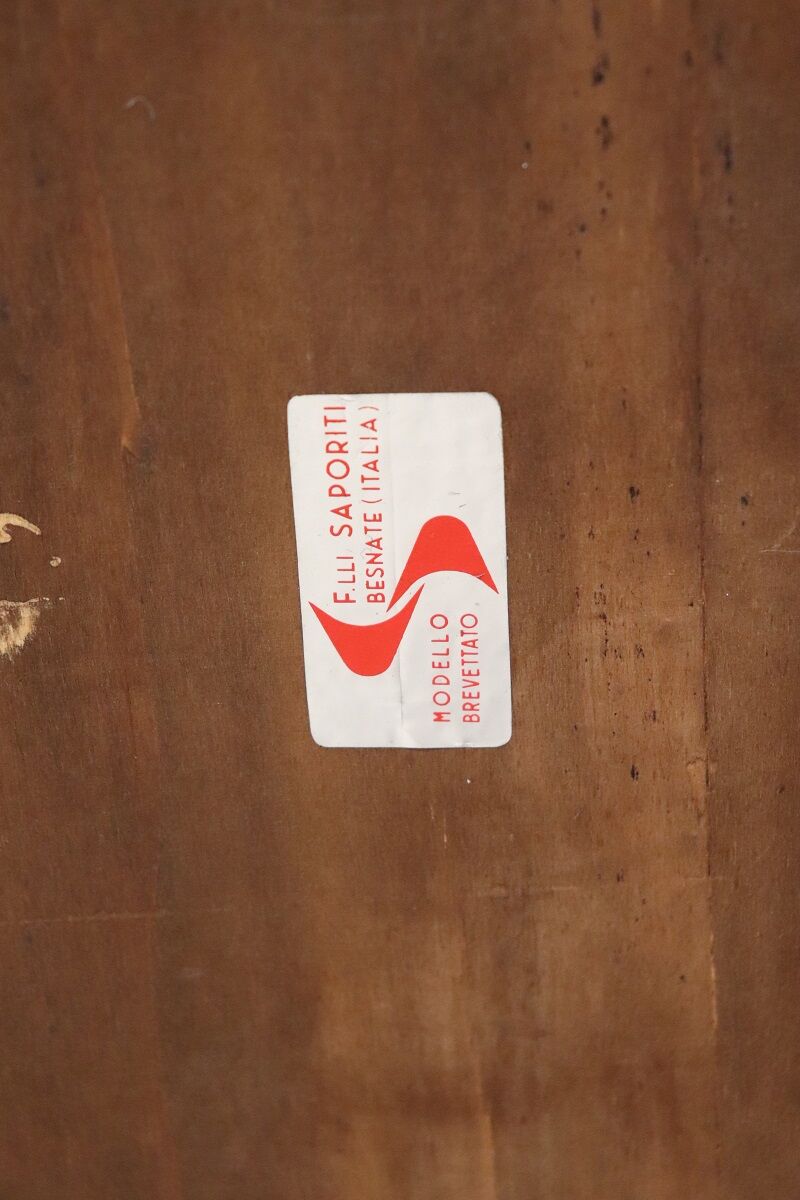 F.LLI SAPORITI
BESNATE (ITALIA)
MODELLO
BREVETTATO